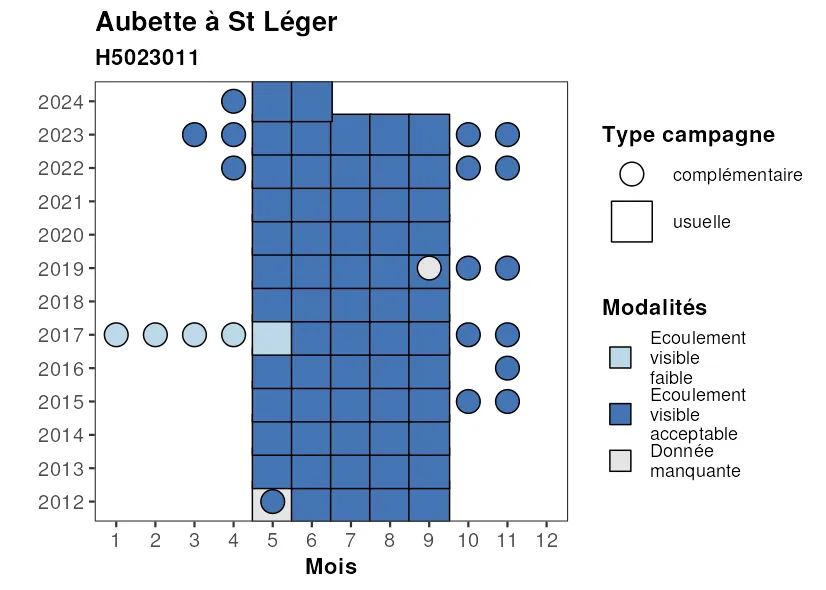 Aubette à St Léger
H5023011
2024
2023
2022
2021
2020
2019
2018
2017
2016
2015
2014
2013
2012
1 2 3 4 5 6 7 8 9 10 11 12
Mois
Type campagne
complémentaire
usuelle
Modalités
Ecoulement
visible
faible
Ecoulement
visible
acceptable
Donnée
manquante